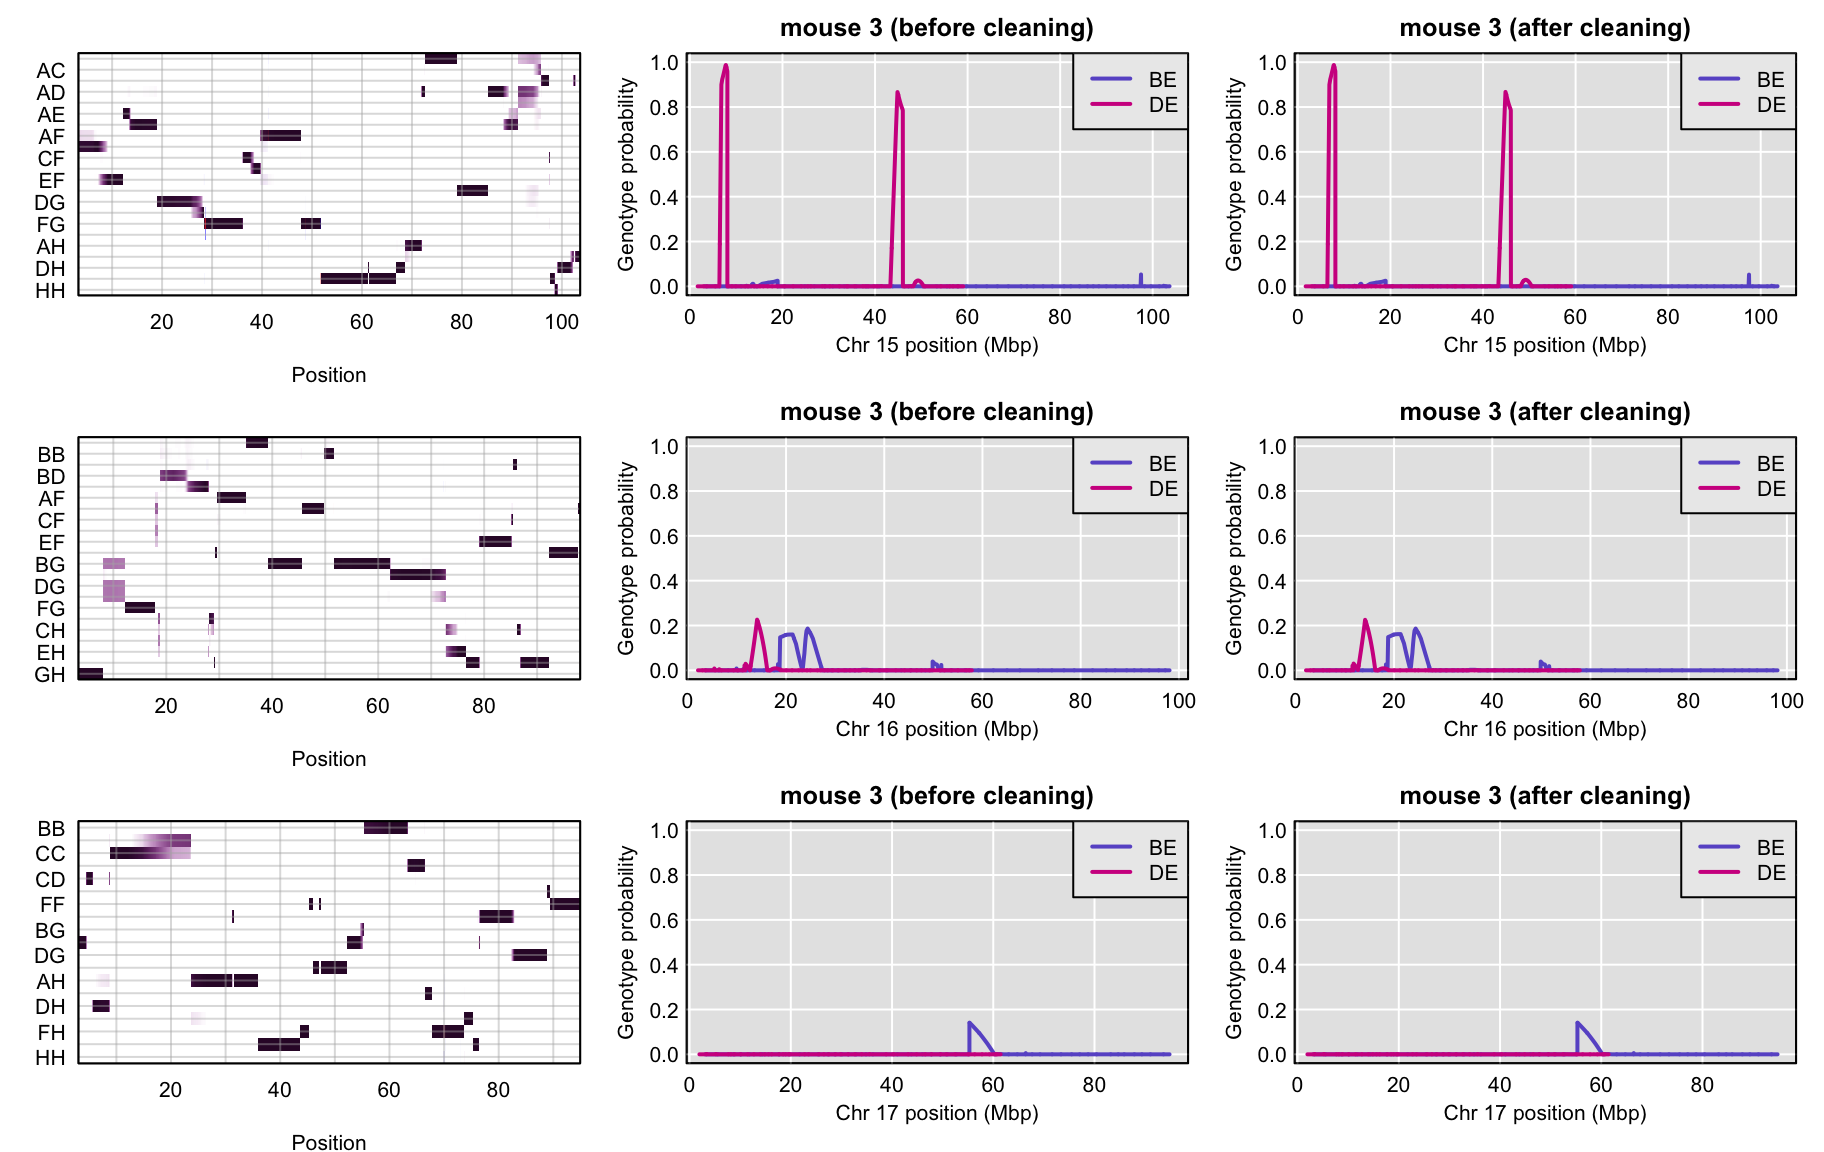 AC
AD
AE
AF
CF
EF
DG
FG
AH
DH
HH
20 40 60 80 100
Position
mouse 3 (before cleaning)
Genotype probability
1.0
0.8
0.6
0.4
0.2
0.0
BE
DE
0 20 40 60 80 100
Chr 15 position (Mbp)
mouse 3 (after cleaning)
Genotype probability
1.0
0.8
0.6
0.4
0.2
0.0
BE
DE
0 20 40 60 80 100
Chr 15 position (Mbp)
BB
BD
AF
CF
EF
BG
DG
FG
CH
EH
GH
20 40 60 80
Position
mouse 3 (before cleaning)
Genotype probability
1.0
0.8
0.6
0.4
0.2
0.0
BE
DE
0 20 40 60 80 100
Chr 16 position (Mbp)
mouse 3 (after cleaning)
Genotype probability
1.0
0.8
0.6
0.4
0.2
0.0
BE
DE
0 20 40 60 80 100
Chr 16 position (Mbp)
BB
CC
CD
FF
BG
DG
AH
DH
FH
HH
20 40 60 80
Position
mouse 3 (before cleaning)
Genotype probability
1.0
0.8
0.6
0.4
0.2
0.0
BE
DE
0 20 40 60 80
Chr 17 position (Mbp)
mouse 3 (after cleaning)
Genotype probability
1.0
0.8
0.6
0.4
0.2
0.0
BE
DE
0 20 40 60 80
Chr 17 position (Mbp)